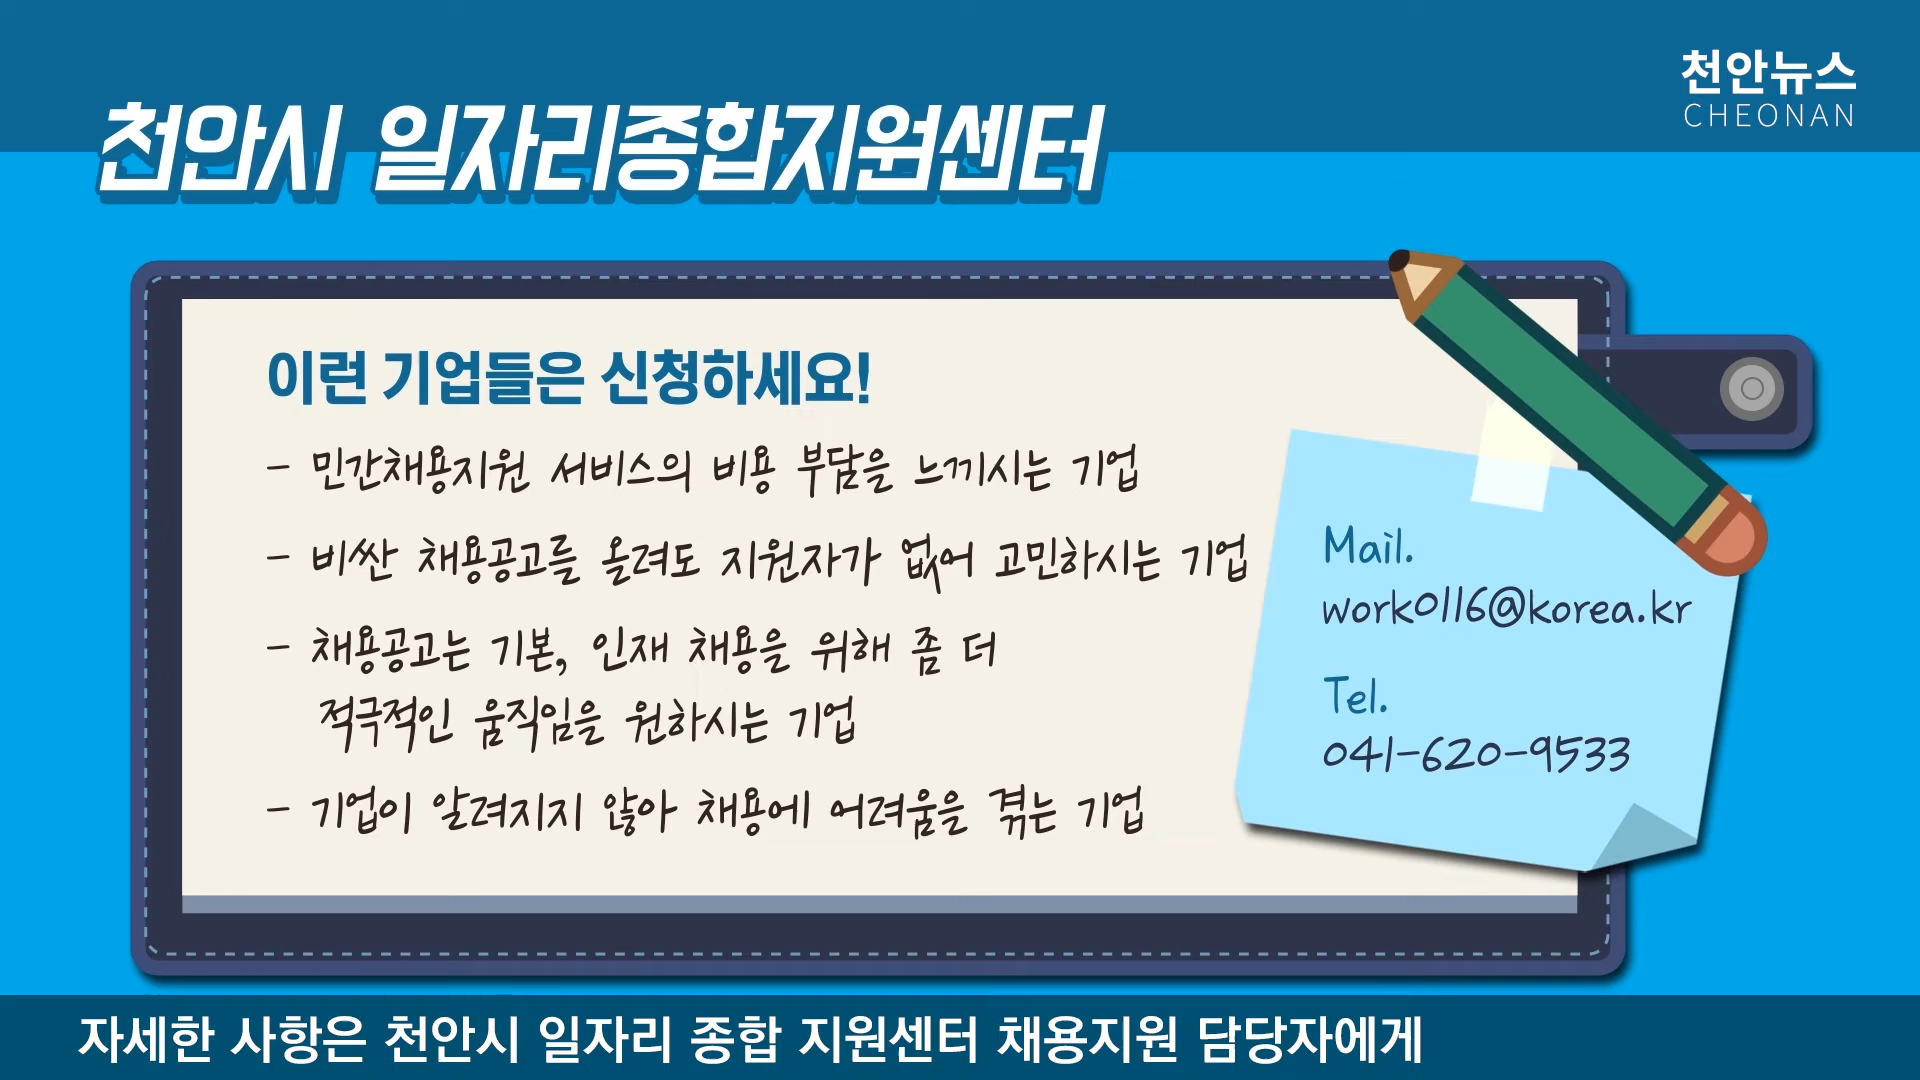 천안뉴스
CHEONAN
천안시 일자리종합지원센터
이런 기업들은 신청하세요!
- 민간채용지원 서비스의 비용 부담을 느끼시는 기업
- 비싼 채용공고를 올려도 지원자가 없어 고민하시는 기업
- 채용공고는 기본, 인재 채용을 위해 좀 더
적극적인 움직임을 원하시는 기업
- 기업이 알려지지 않아 채용에 어려움을 겪는 기업
Mail.
work0116@korea.kr
Tel.
041-620-9533
자세한 사항은 천안시 일자리 종합 지원센터 채용지원 담당자에게